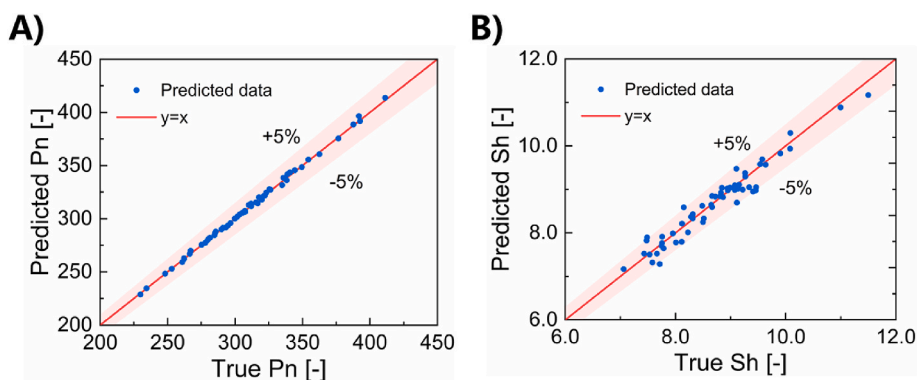 A)
450
400
350
300
250
200
200 250 300 350 400 450
Predicted Pn [-]
True Pn [-]
Predicted data
y=x
+5%
-5%
B)
12.0
10.0
8.0
6.0
6.0 8.0 10.0 12.0
Predicted Sh [-]
True Sh [-]
Predicted data
y=x
+5%
-5%